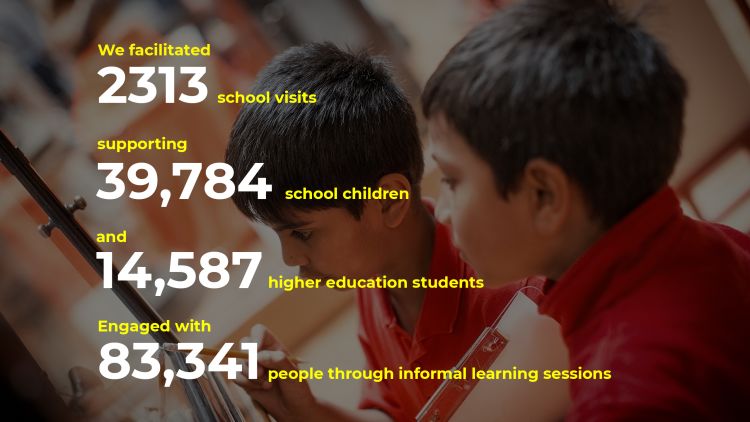 We facilitated
2313 school visits
supporting
39,784 school children
and
14,587 higher education students
Engaged with
83,341 people through informal learning sessions